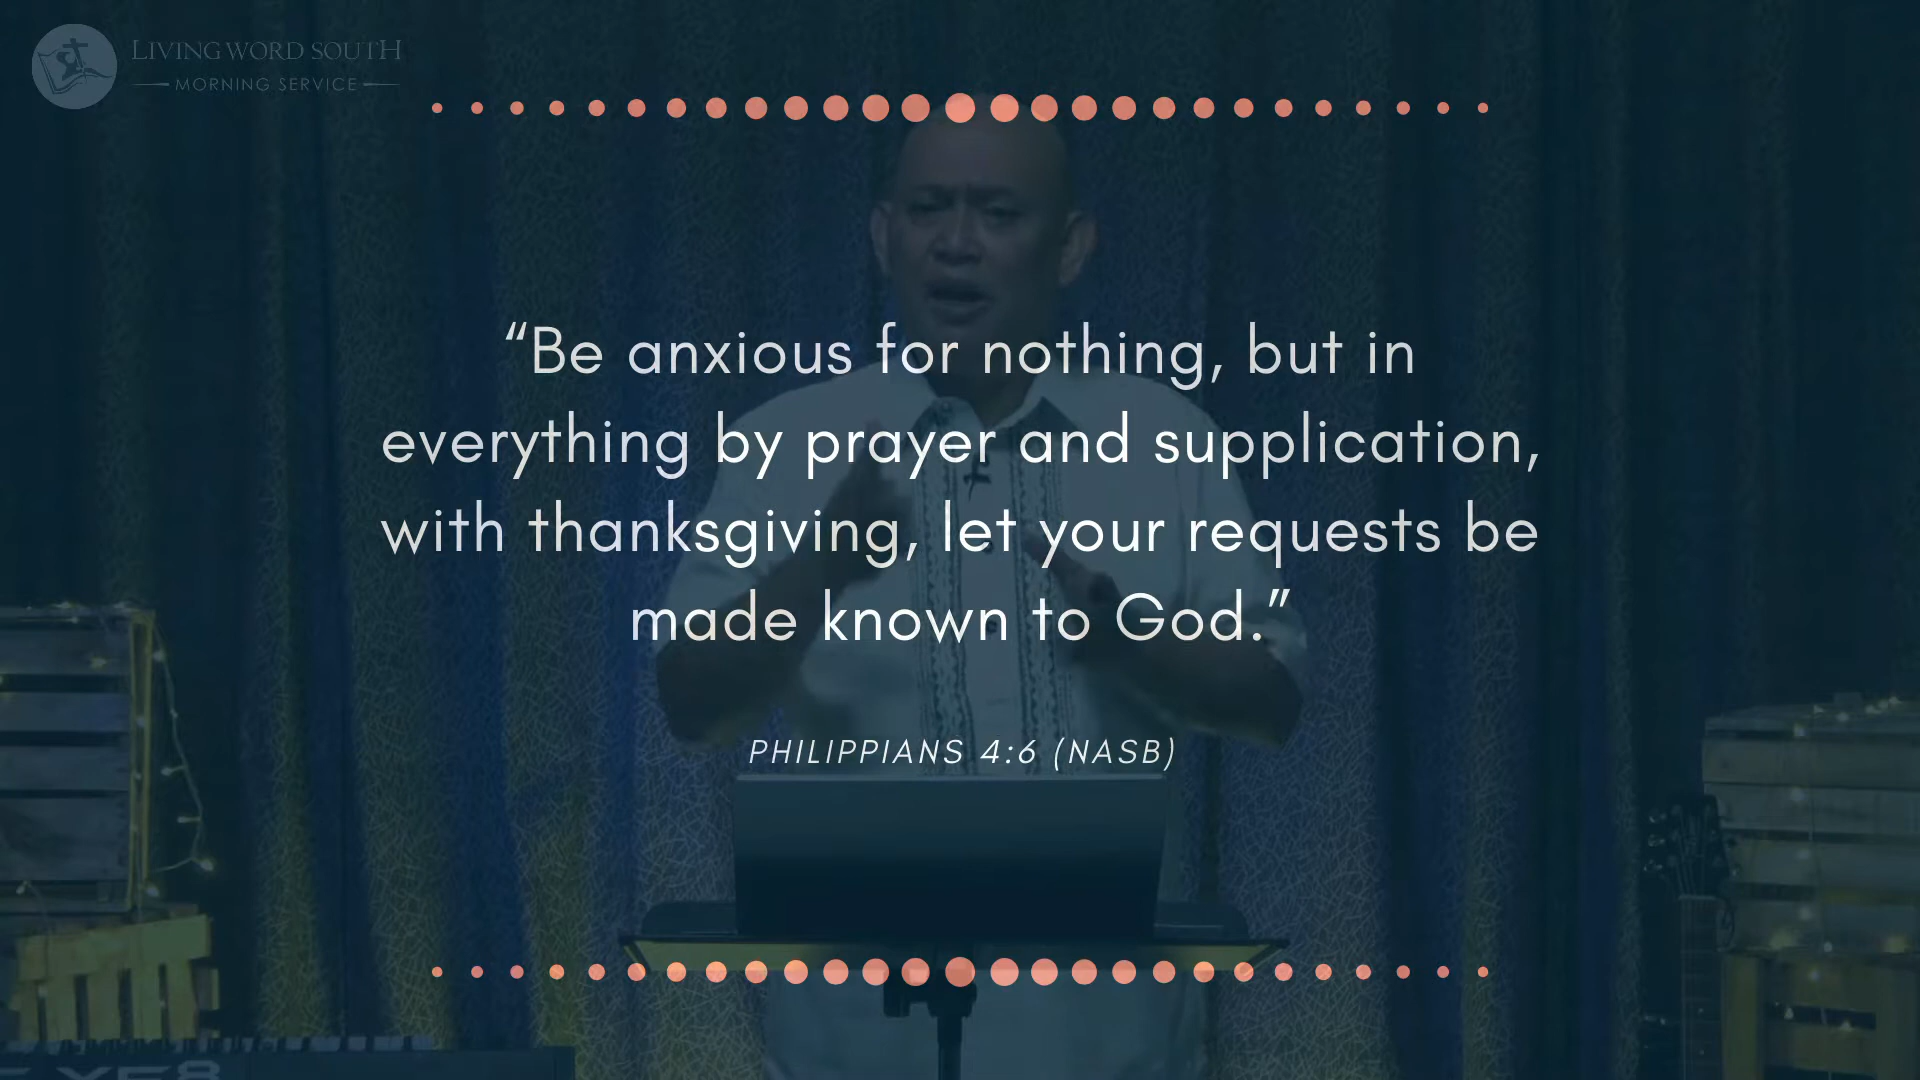 LIVING WORD SOUTH
MORNING SERVICE
“Be anxious for nothing, but in
everything by prayer and supplication,
with thanksgiving, let your requests be
made known to God.”
PHILIPPIANS 4:6 (NASB)